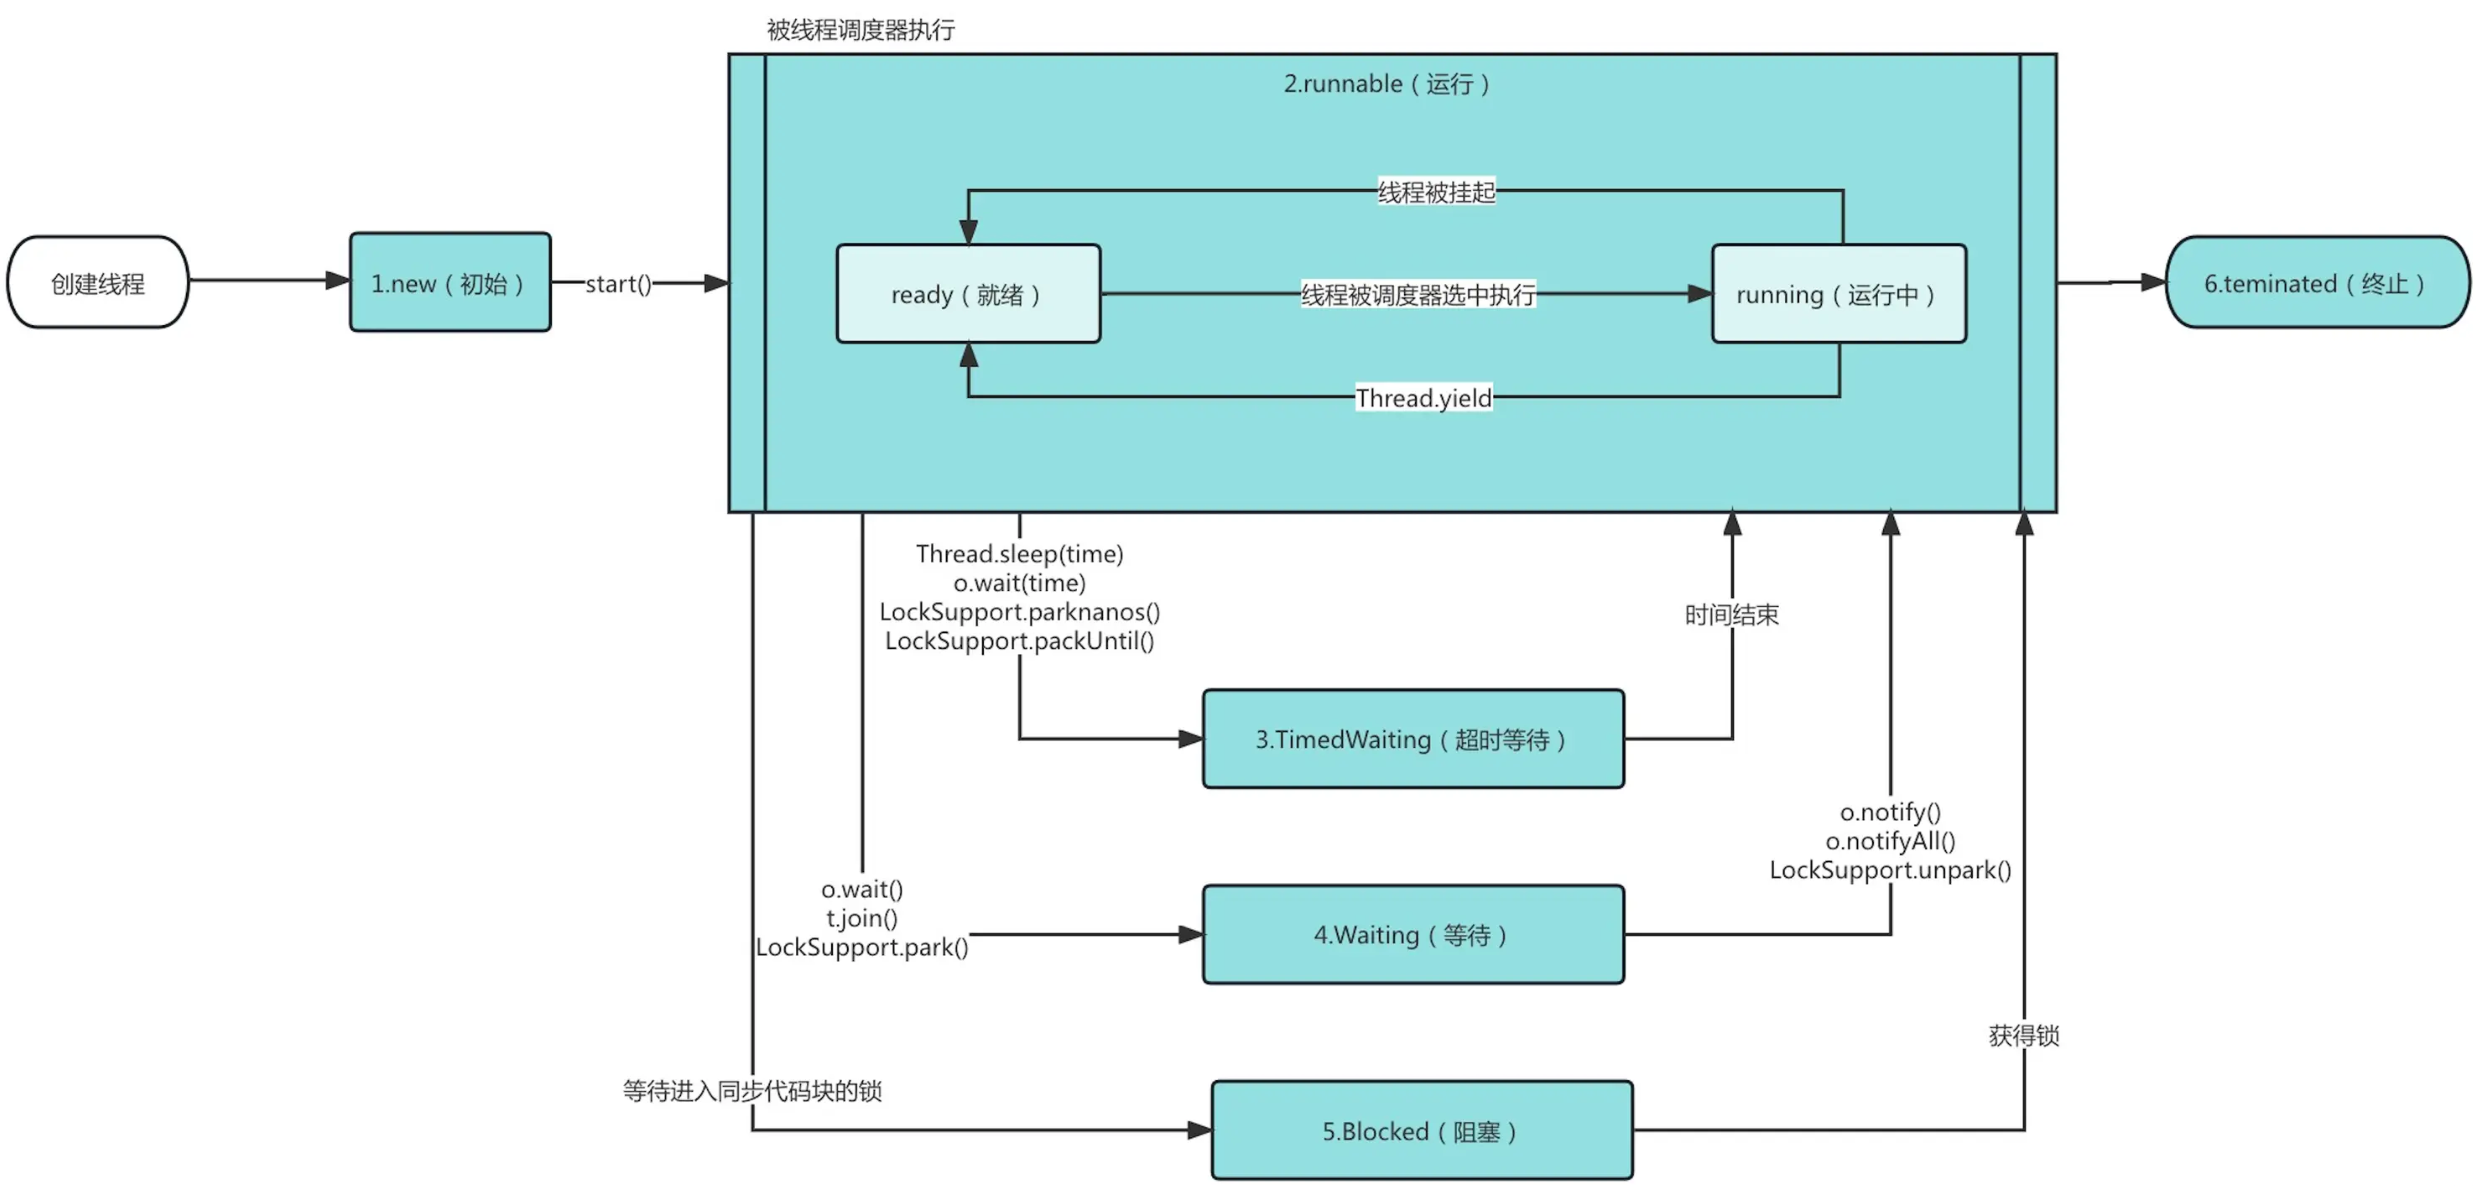 被线程调度器执行
2.runnable（运行）
线程被挂起
创建线程
1.new（初始）
start()
ready（就绪）
线程被调度器选中执行
running（运行中）
6.teminated（终止）
Thread.yield
Thread.sleep(time)
o.wait(time)
LockSupport.parknanos()
LockSupport.packUntil()
时间结束
3.TimedWaiting（超时等待）
o.notify()
o.notifyAll()
LockSupport.unpark()
o.wait()
t.join()
LockSupport.park()
4.Waiting（等待）
获得锁
等待进入同步代码块的锁
5.Blocked（阻塞）